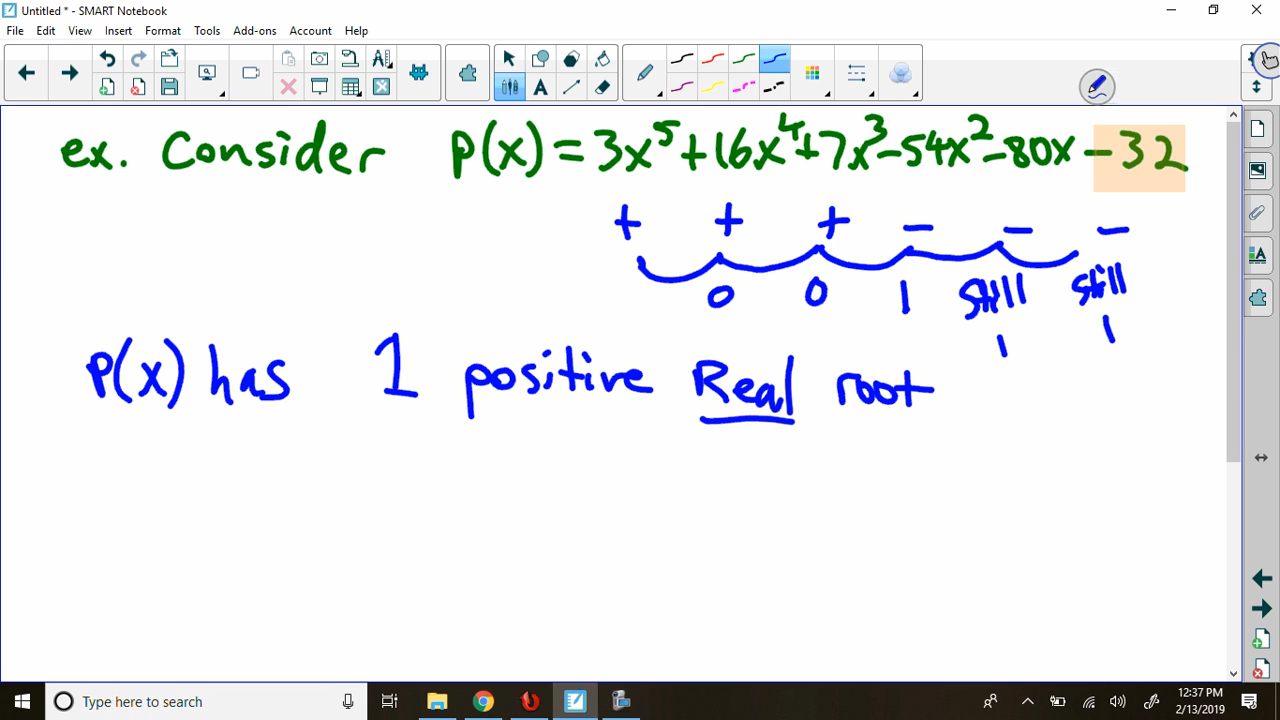 Untitled * - SMART Notebook
File Edit View Insert Format Tools Add-ons Account Help
ex. Consider p(x) = 3x⁵ + 16x⁴ + 7x³ - 54x² - 80x - 32
+ + + - - -
0 0 1 still 1 still 1
p(x) has 1 positive Real root
Type here to search
12:37 PM
2/13/2019